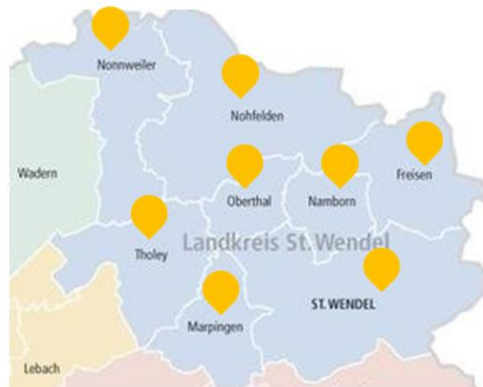 Nonnweiler
Nohfelden
Wadern
Oberthal
Namborn
Freisen
Landkreis St. Wendel
Tholey
ST. WENDEL
Marpingen
Lebach